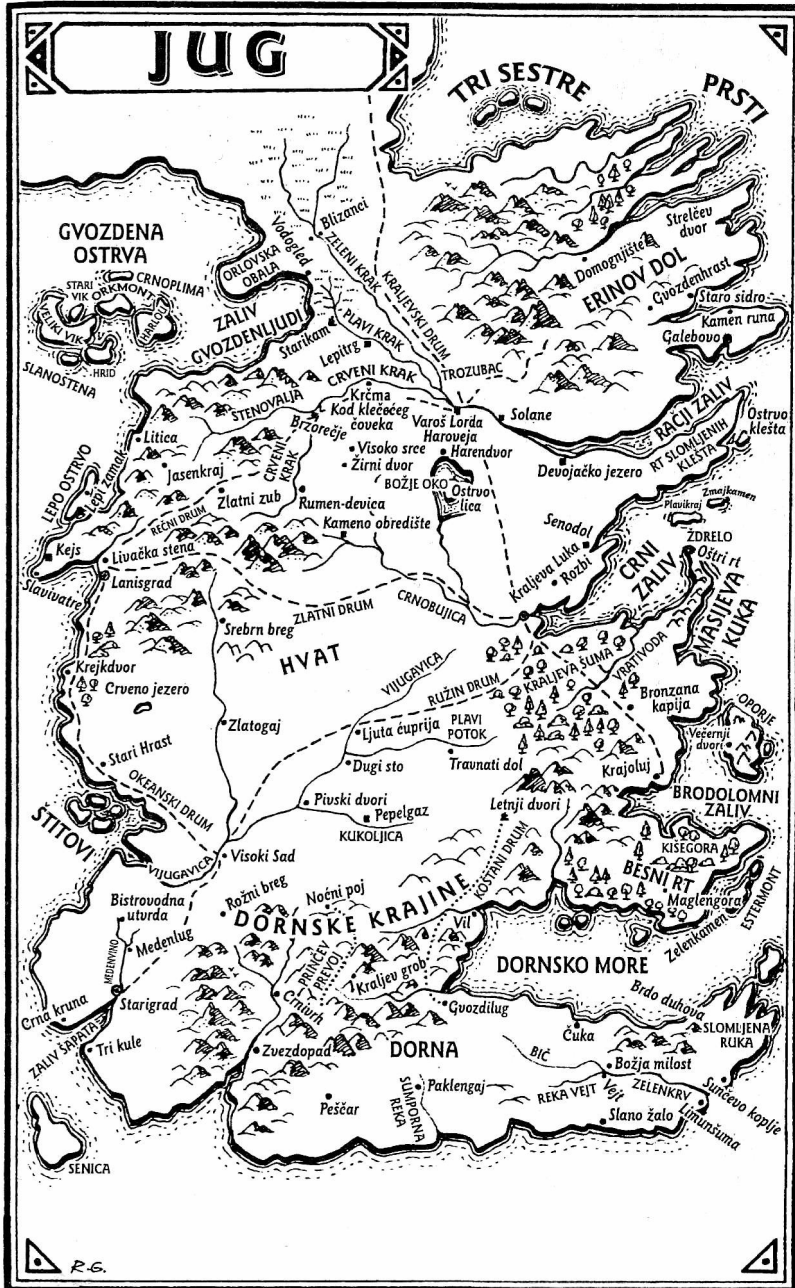 JUG
TRI SESTRE
PRSTI
GVOZDENA
OSTRVA
STARI
VIK
ORKMONT
CRNOPLIMA
VELIKI VIK
HARLOU
SLANOSTENA
HRID
ORLOVSKA
OBALA
Vodogled
Blizanci
ZELENI KRAK
KRALJEVSKI DRUM
ZALIV
GVOZDENLJUDI
Starikam
PLAVI KRAK
Lepitrg
CRVENI KRAK
TROZUBAC
Strelčev
dvor
Domognjište
ERINOV DOL
Gvozdenhrast
Staro sidro
Kamen runa
Galebovo
STENOVALJA
Krčma
Kod klečećeg
čoveka
Brzorečje
Varoš Lorda
Haroveja
Solane
RAČJI ZALIV
Ostrvo
klešta
Litica
Jasenkraj
CRVENI
KRAK
Visoko srce
Žirni dvor
Harendvor
Devojačko jezero
RT SLOMLJENIH
KLEŠTA
LEPO OSTRVO
Lepi zamak
Zlatni zub
Rumen-devica
BOŽJE OKO
Ostrvo
lica
REČNI DRUM
Kameno obredište
Zmajkamen
Plavikraj
ŽDRELO
Senodol
Oštri rt
Kejs
Livačka stena
Slavivatre
Lanisgrad
Kraljeva Luka
Rozbi
CRNI
ZALIV
MASIJEVA
KUKA
ZLATNI DRUM
CRNOBUJICA
Srebrn breg
HVAT
Krejkdvor
Crveno jezero
VIJUGAVICA
RUŽIN DRUM
KRALJEVA ŠUMA
VRATIVODA
Bronzana
kapija
OPORJE
Večernji
dvori
Zlatogaj
Ljuta ćuprija
PLAVI
POTOK
Stari Hrast
Dugi sto
Travnati dol
Krajoluj
OKEANSKI DRUM
Pivski dvori
Pepelgaz
KUKOLJICA
Letnji dvori
BRODOLOMNI
ZALIV
ŠTITOVI
KIŠEGORA
VIJUGAVICA
Visoki Sad
KOSTANI DRUM
BESNI RT
Bistrovodna
utvrda
Rožni breg
Noćni poj
Maglengora
ESTERMONT
DORNSKE KRAJINE
Zelenkamen
Medenlug
MEDENVINO
Vil
PRINČEV
PREVOJ
Kraljev grob
DORNSKO MORE
Crna kruna
Starigrad
Crnivrh
Gvozdilug
Brdo duhova
ZALIV ŠAPATA
Tri kule
Čuka
SLOMLJENA
RUKA
Zvezdopad
DORNA
BIČ
Božja milost
Peščar
SUMPORNA
REKA
Paklengaj
REKA VEJT
Vejt
ZELENKRV
Sunčevo koplje
Limunšuma
Slano žalo
SENICA
R.G.